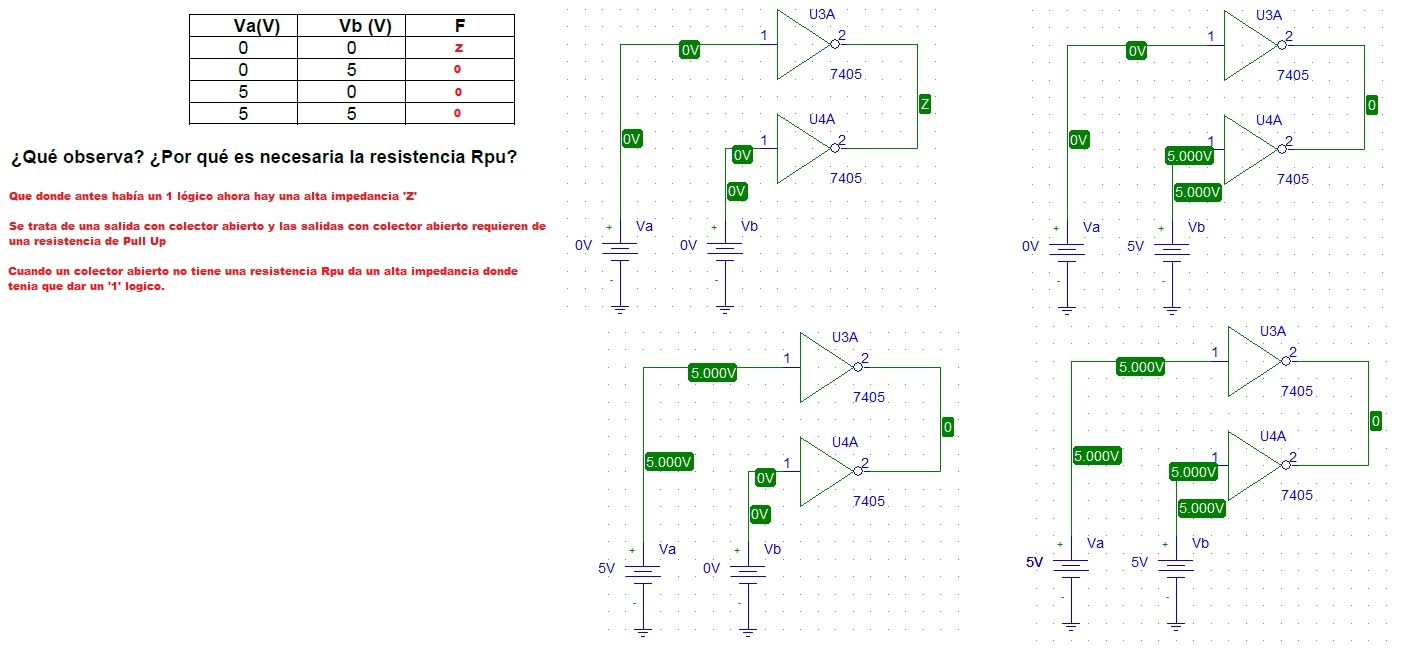 Va(V) Vb (V) F
0 0 Z
0 5 0
5 0 0
5 5 0
¿Qué observa? ¿Por qué es necesaria la resistencia Rpu?
Que donde antes había un 1 lógico ahora hay una alta impedancia 'Z'
Se trata de una salida con colector abierto y las salidas con colector abierto requieren de
una resistencia de Pull Up
Cuando un colector abierto no tiene una resistencia Rpu da un alta impedancia donde
tenia que dar un '1' logico.
U3A
1 2
0V
7405
Z
U4A
1 2
0V
0V
7405
0V
+ Va + Vb
0V 0V
- -
U3A
1 2
0V
7405
0
U4A
1 2
0V
5.000V
7405
5.000V
+ Va + Vb
0V 5V
- -
U3A
1 2
5.000V
7405
0
U4A
1 2
5.000V
0V
7405
0V
+ Va + Vb
5V 0V
- -
U3A
1 2
5.000V
7405
0
U4A
1 2
5.000V
5.000V
7405
5.000V
+ Va + Vb
5V 5V
- -